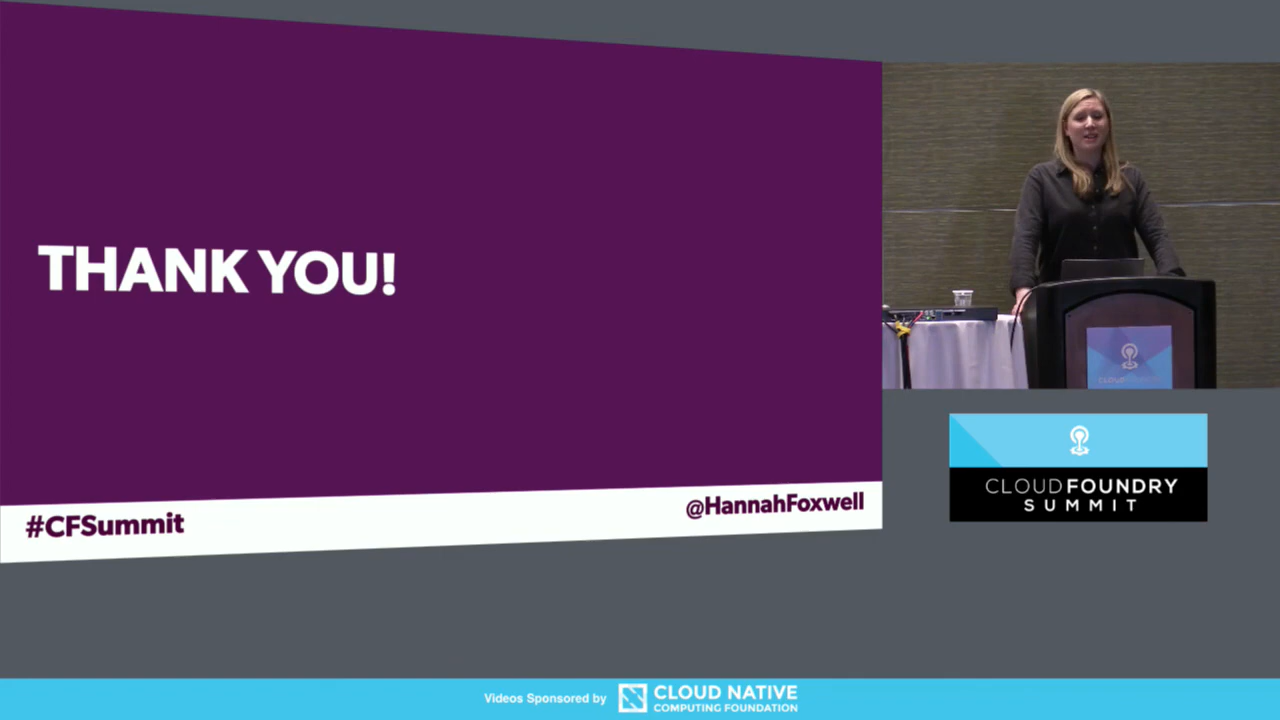 THANK YOU!
#CFSummit
@HannahFoxwell
CLOUD FOUNDRY
SUMMIT
Videos Sponsored by
CLOUD NATIVE
COMPUTING FOUNDATION